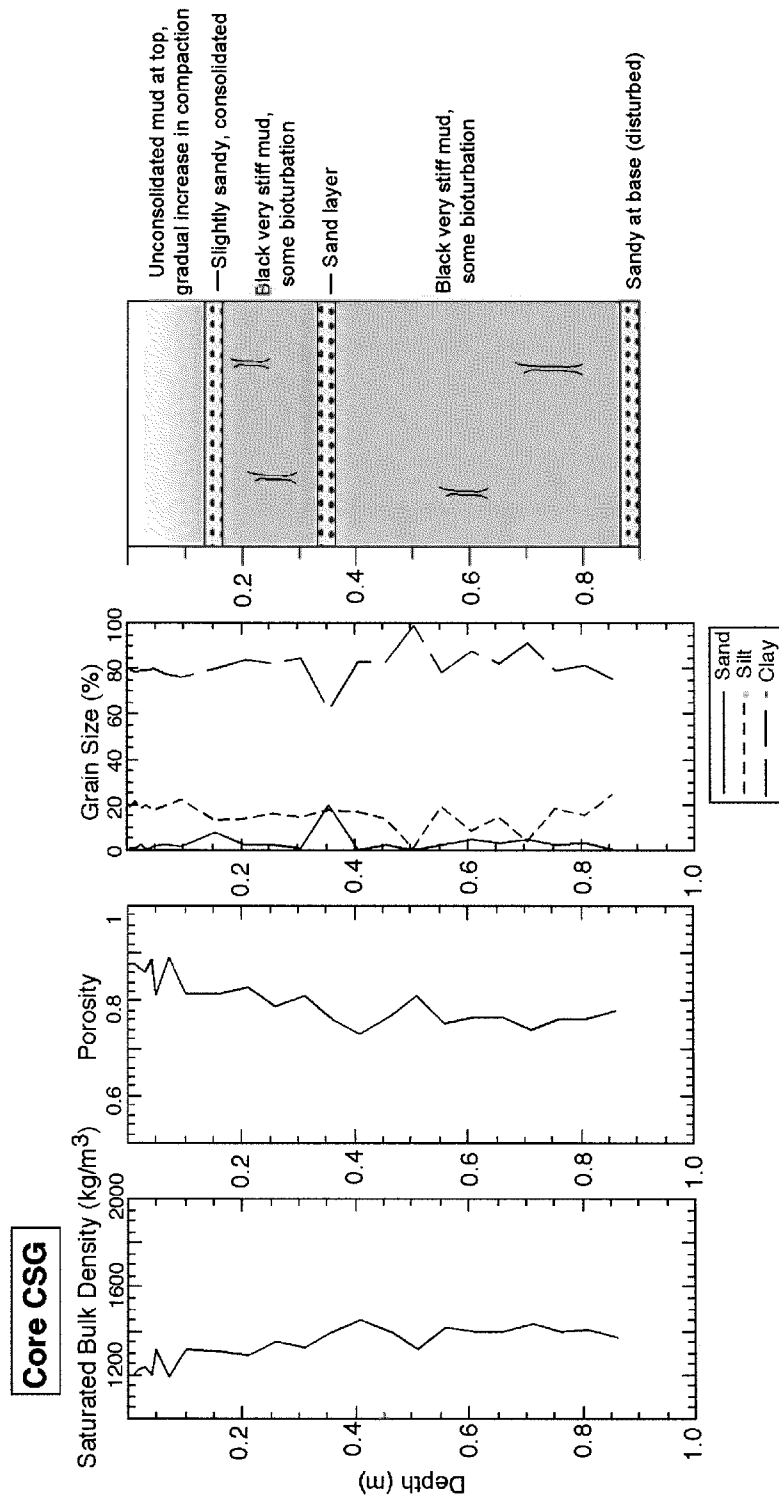 Core CSG
Saturated Bulk Density (kg/m³)
1200 1600 2000
Depth (m)
0.2
0.4
0.6
0.8
1.0
Porosity
0.6 0.8 1
0.2
0.4
0.6
0.8
1.0
Grain Size (%)
0 20 40 60 80 100
0.2
0.4
0.6
0.8
1.0
Sand
Silt
Clay
0.2
0.4
0.6
0.8
Unconsolidated mud at top,
gradual increase in compaction
Slightly sandy, consolidated
Black very stiff mud,
some bioturbation
Sand layer
Black very stiff mud,
some bioturbation
Sandy at base (disturbed)